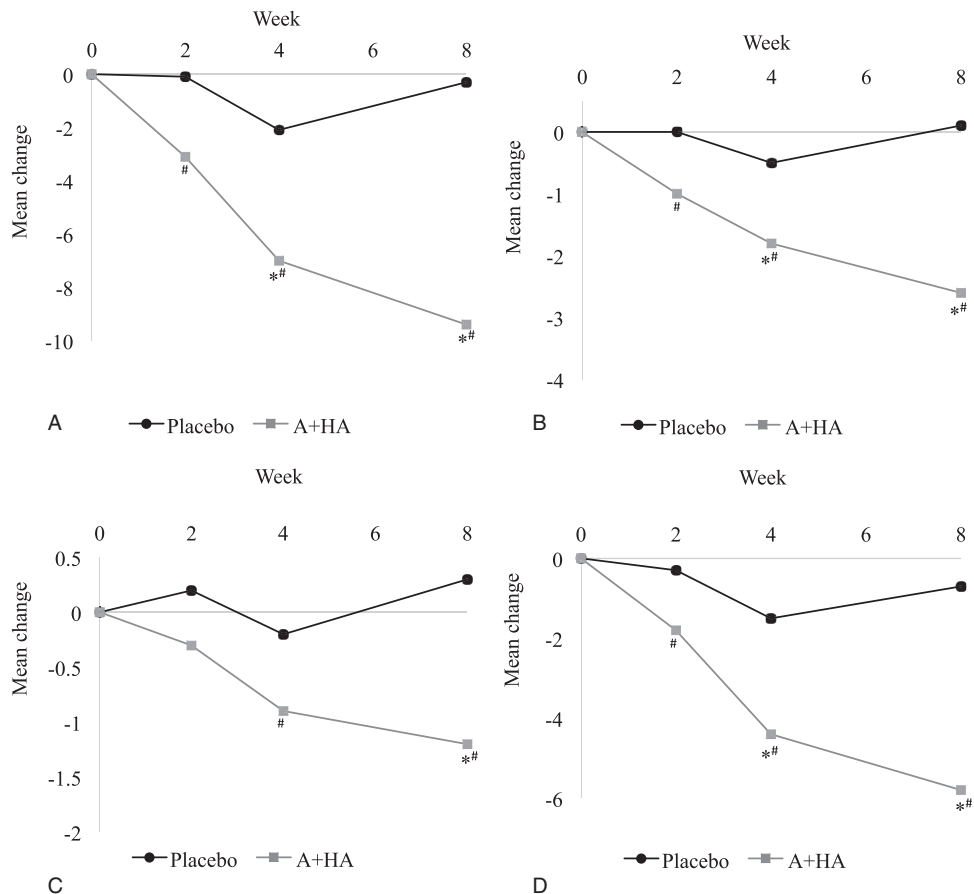 Week
0 2 4 6 8
0
-2
-4
-6
-8
-10
Mean change
#
*#
*#
A
Placebo A+HA
Week
0 2 4 6 8
0
-1
-2
-3
-4
Mean change
#
*#
*#
B
Placebo A+HA
Week
0 2 4 6 8
0.5
0
-0.5
-1
-1.5
-2
Mean change
#
*#
Placebo A+HA
C
Week
0 2 4 6 8
0
-2
-4
-6
Mean change
#
*#
*#
Placebo A+HA
D